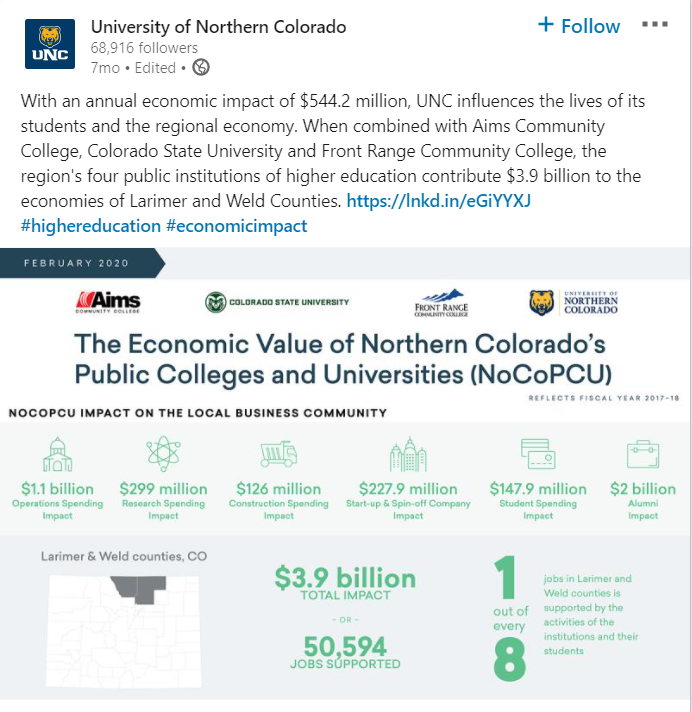 University of Northern Colorado
+ Follow
UNC
68,916 followers
7mo • Edited •
With an annual economic impact of $544.2 million, UNC influences the lives of its
students and the regional economy. When combined with Aims Community
College, Colorado State University and Front Range Community College, the
region's four public institutions of higher education contribute $3.9 billion to the
economies of Larimer and Weld Counties. https://lnkd.in/eGiYYXJ
#highereducation #economicimpact
FEBRUARY 2020
Aims
COMMUNITY COLLEGE
COLORADO STATE UNIVERSITY
FRONT RANGE
COMMUNITY COLLEGE
UNIVERSITY OF
NORTHERN
COLORADO
The Economic Value of Northern Colorado's
Public Colleges and Universities (NoCoPCU)
REFLECTS FISCAL YEAR 2017-18
NOCOPCU IMPACT ON THE LOCAL BUSINESS COMMUNITY
$1.1 billion
Operations Spending
Impact
$299 million
Research Spending
Impact
$126 million
Construction Spending
Impact
$227.9 million
Start-up & Spin-off Company
Impact
$147.9 million
Student Spending
Impact
$2 billion
Alumni
Impact
Larimer & Weld counties, CO
$3.9 billion
TOTAL IMPACT
- OR -
50,594
JOBS SUPPORTED
1
out of
every
8
jobs in Larimer and
Weld counties is
supported by the
activities of the
institutions and their
students